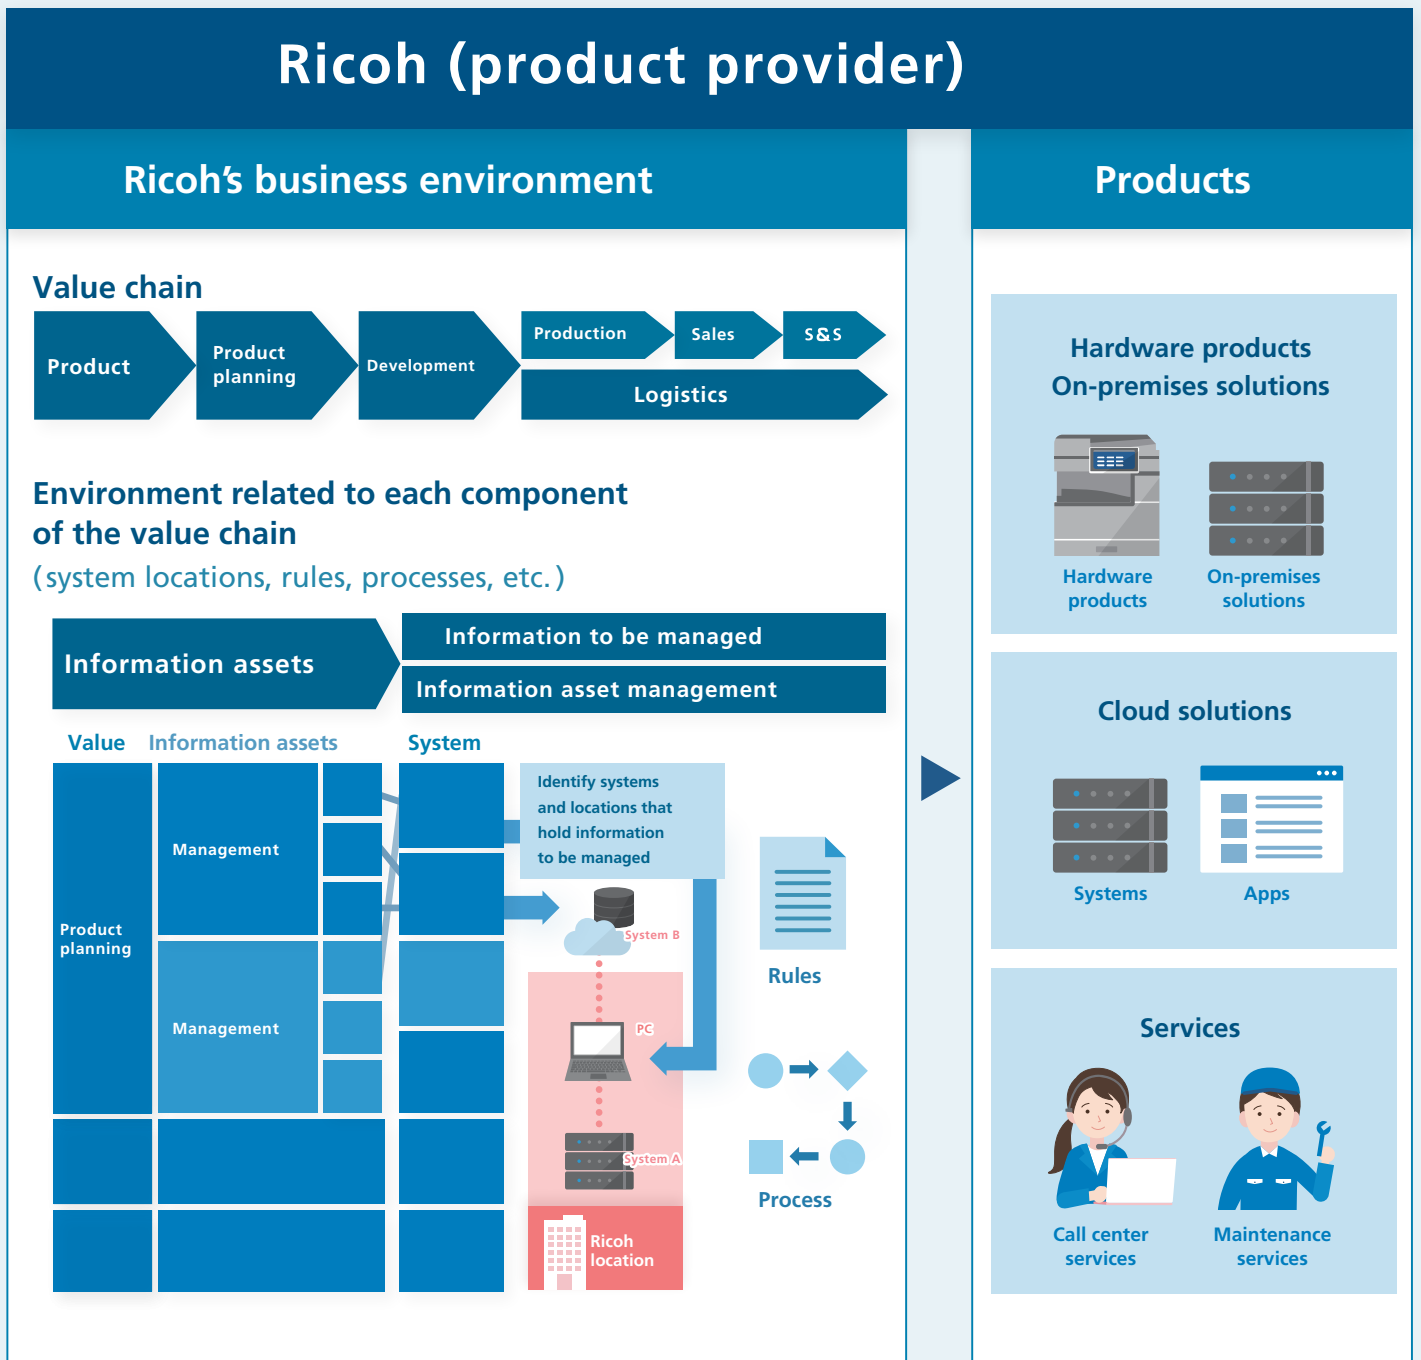 Ricoh (product provider)
Ricoh's business environment
Value chain
Product
Product
planning
Development
Production
Sales
S&S
Logistics
Environment related to each component
of the value chain
(system locations, rules, processes, etc.)
Information assets
Information to be managed
Information asset management
Value
Information assets
System
Product
planning
Management
Management
Identify systems
and locations that
hold information
to be managed
System B
PC
System A
Ricoh
location
Rules
Process
Products
Hardware products
On-premises solutions
Hardware
products
On-premises
solutions
Cloud solutions
Systems
Apps
Services
Call center
services
Maintenance
services